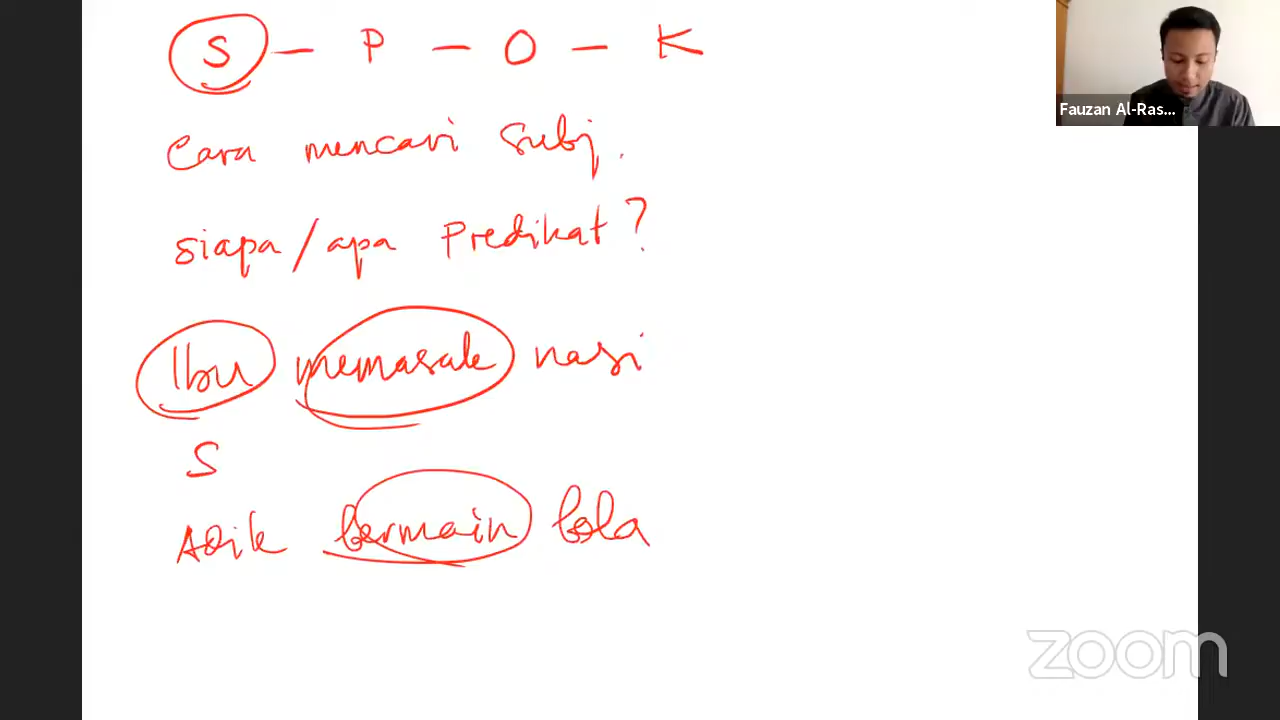 S – P – O – K
Cara mencari Subj.
siapa/apa Predikat?
Ibu memasak nasi
S
Adik bermain bola
Fauzan Al-Ras...
zoom